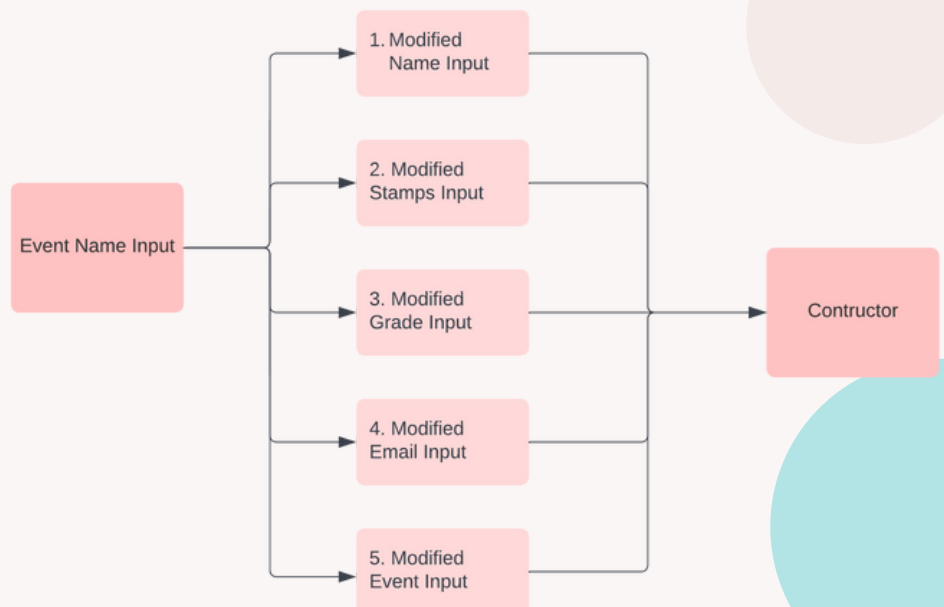 1. Modified
Name Input
2. Modified
Stamps Input
Event Name Input
3. Modified
Grade Input
Contructor
4. Modified
Email Input
5. Modified
Event Input